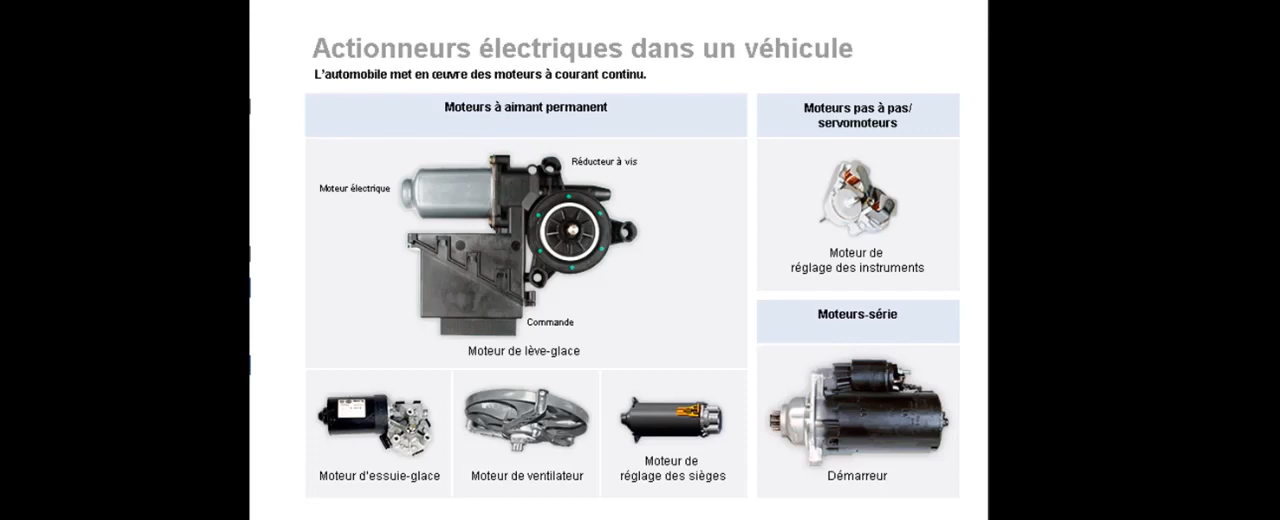 Actionneurs électriques dans un véhicule
L'automobile met en œuvre des moteurs à courant continu.
Moteurs à aimant permanent
Réducteur à vis
Moteur électrique
Commande
Moteur de lève-glace
Moteur d'essuie-glace
Moteur de ventilateur
Moteur de
réglage des sièges
Moteurs pas à pas/
servomoteurs
Moteur de
réglage des instruments
Moteurs-série
Démarreur